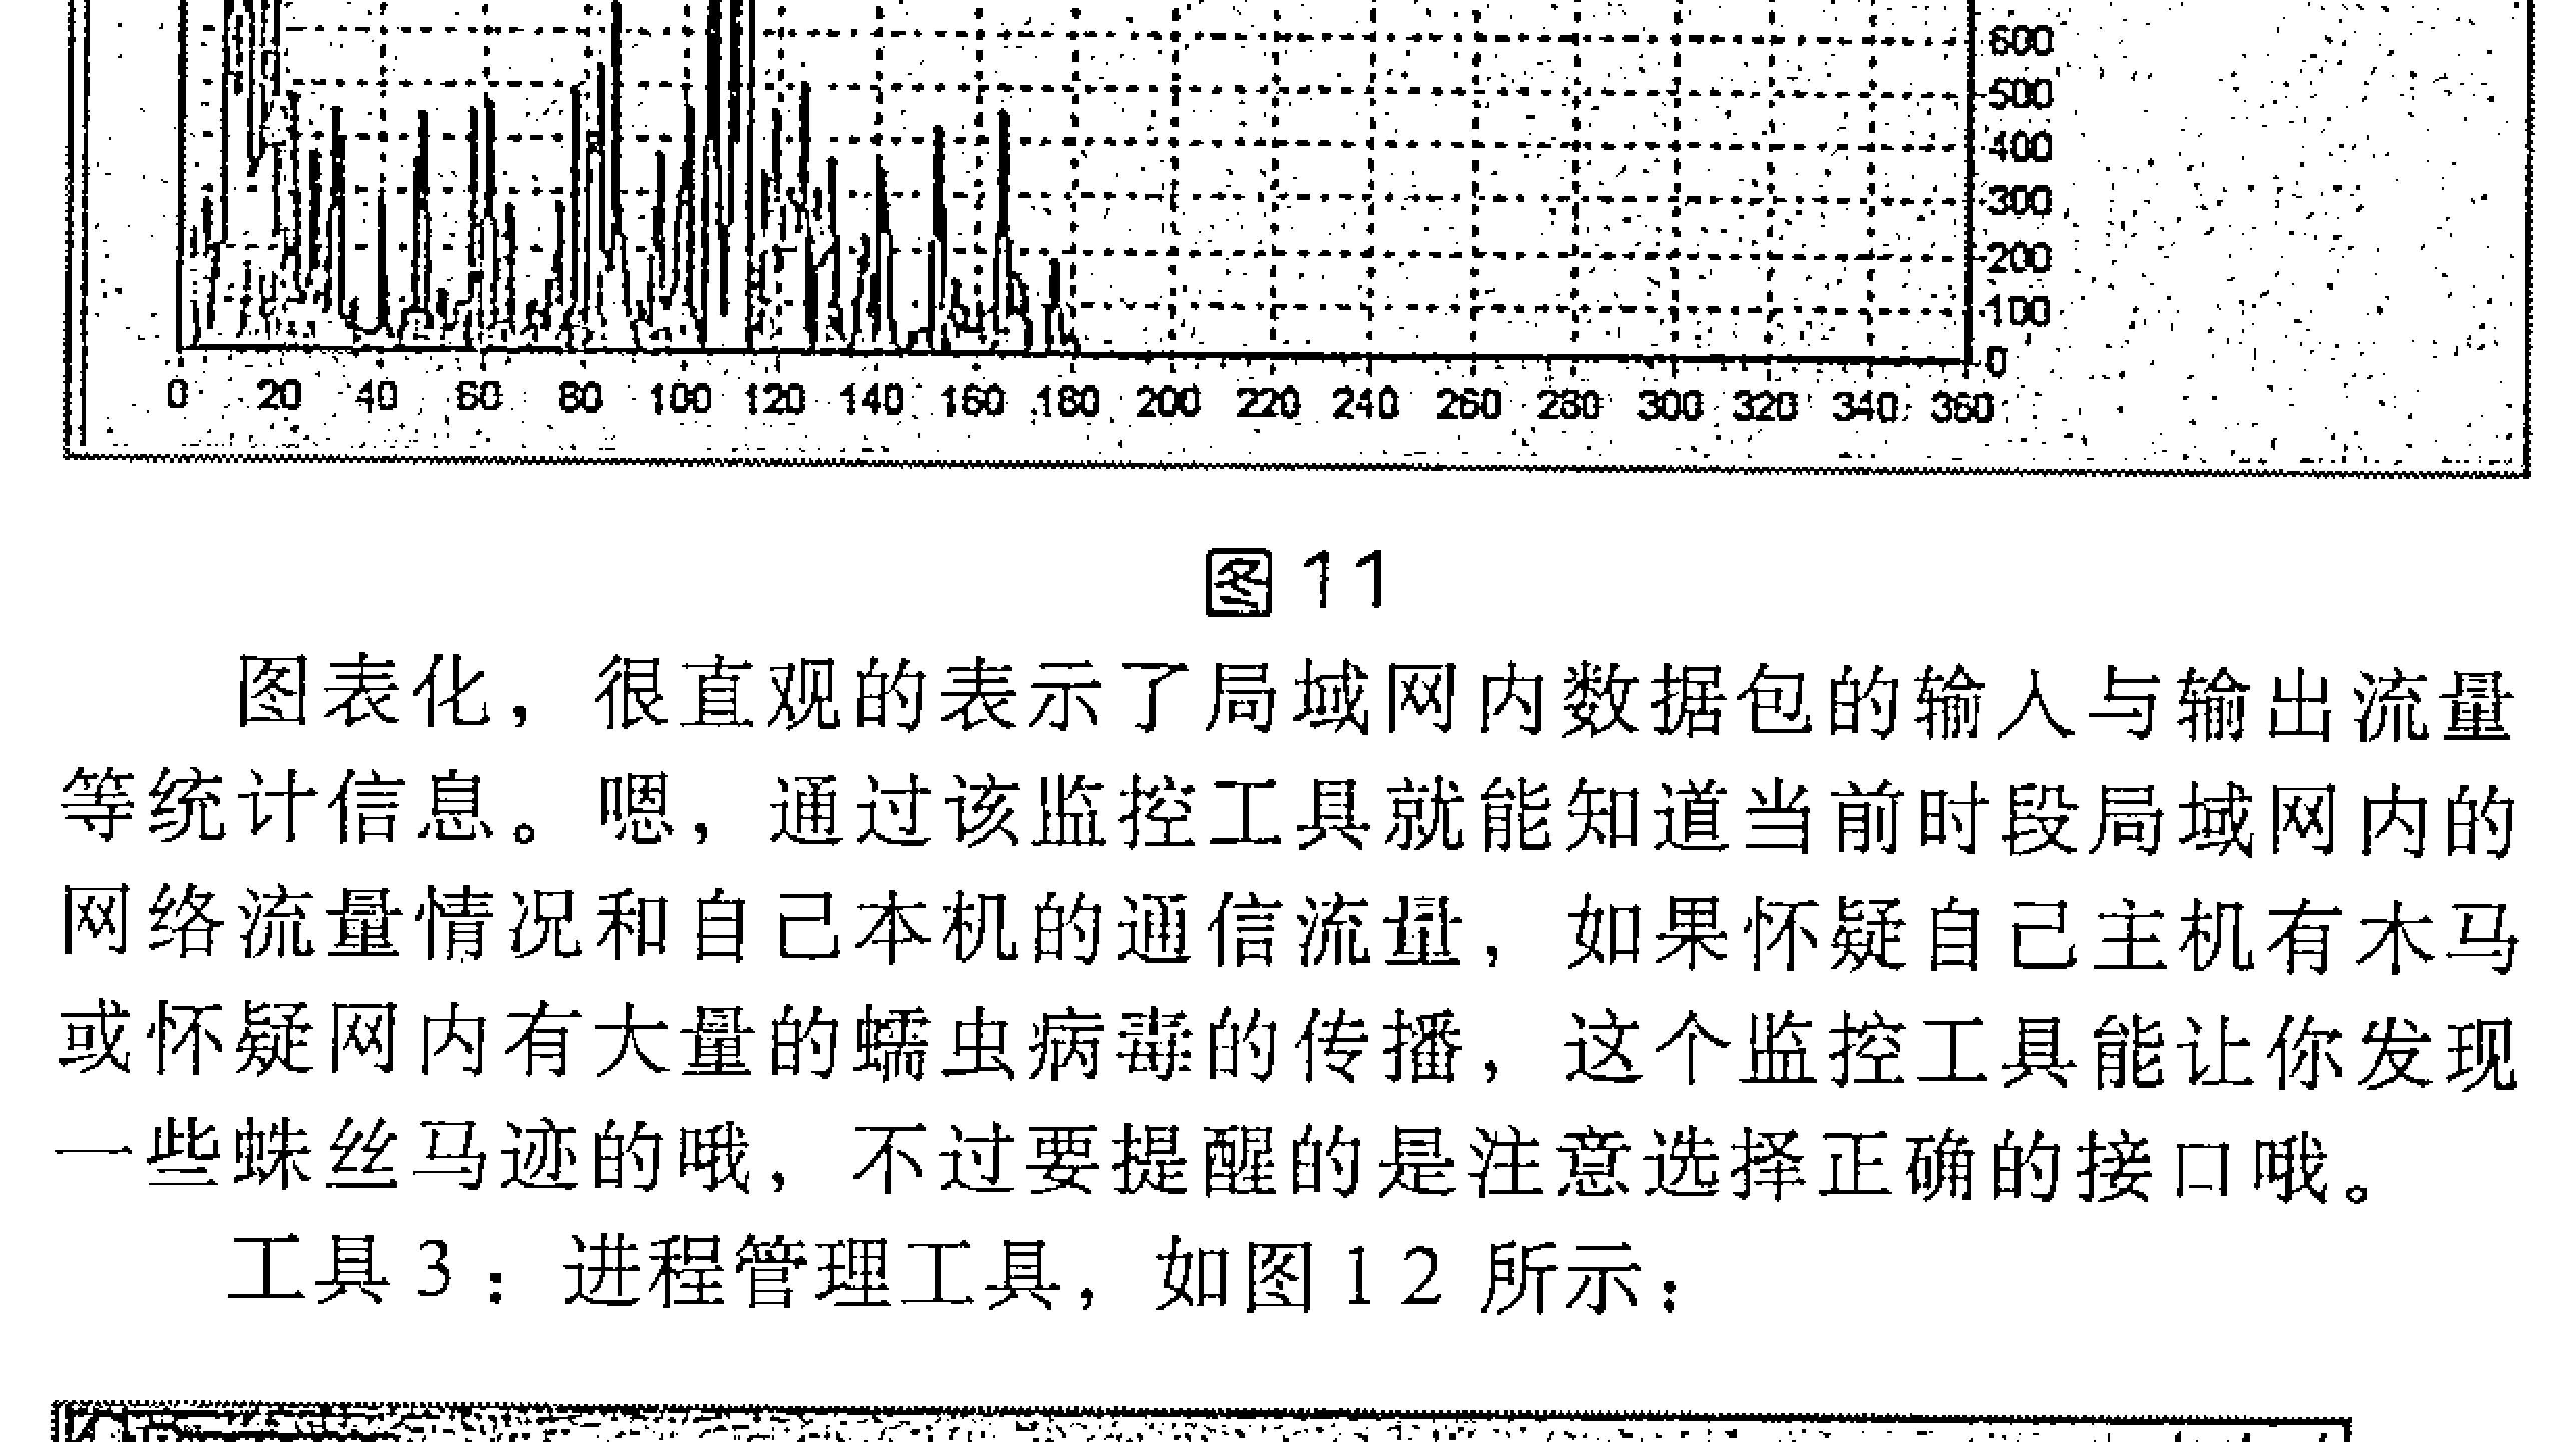 600
500
400
300
200
100
0
0 20 40 60 80 100 120 140 160 180 200 220 240 260 280 300 320 340 360
图11
图表化，很直观的表示了局域网内数据包的输入与输出流量
等统计信息。嗯，通过该监控工具就能知道当前时段局域网内的
网络流量情况和自己本机的通信流量，如果怀疑自己主机有木马
或怀疑网内有大量的蠕虫病毒的传播，这个监控工具能让你发现
一些蛛丝马迹的哦，不过要提醒的是注意选择正确的接口哦。
工具3：进程管理工具，如图12 所示：